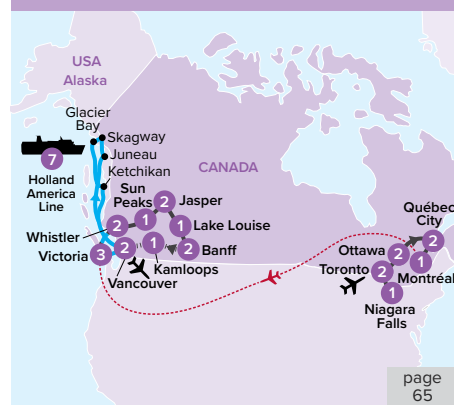 USA
Alaska
Glacier
Bay
Skagway
Juneau
Ketchikan
7
Holland
America
Line
CANADA
Sun
Peaks
1
2
Jasper
2
1
Lake Louise
Whistler
Victoria
3
2
1
2
Banff
Kamloops
Vancouver
Québec
City
2
Ottawa
2
1
Montréal
Toronto
2
1
Niagara
Falls
page
65